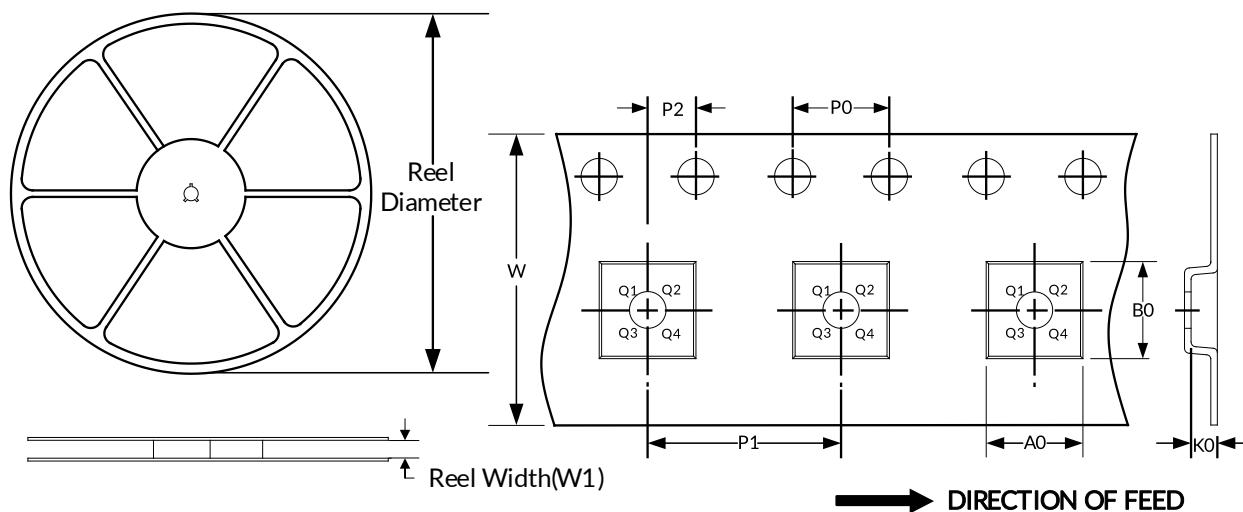 P2
P0
Reel
Diameter
W
Q1 Q2
Q3 Q4
Q1 Q2
Q3 Q4
Q1 Q2
Q3 Q4
B0
P1
A0
K0
Reel Width(W1)
DIRECTION OF FEED